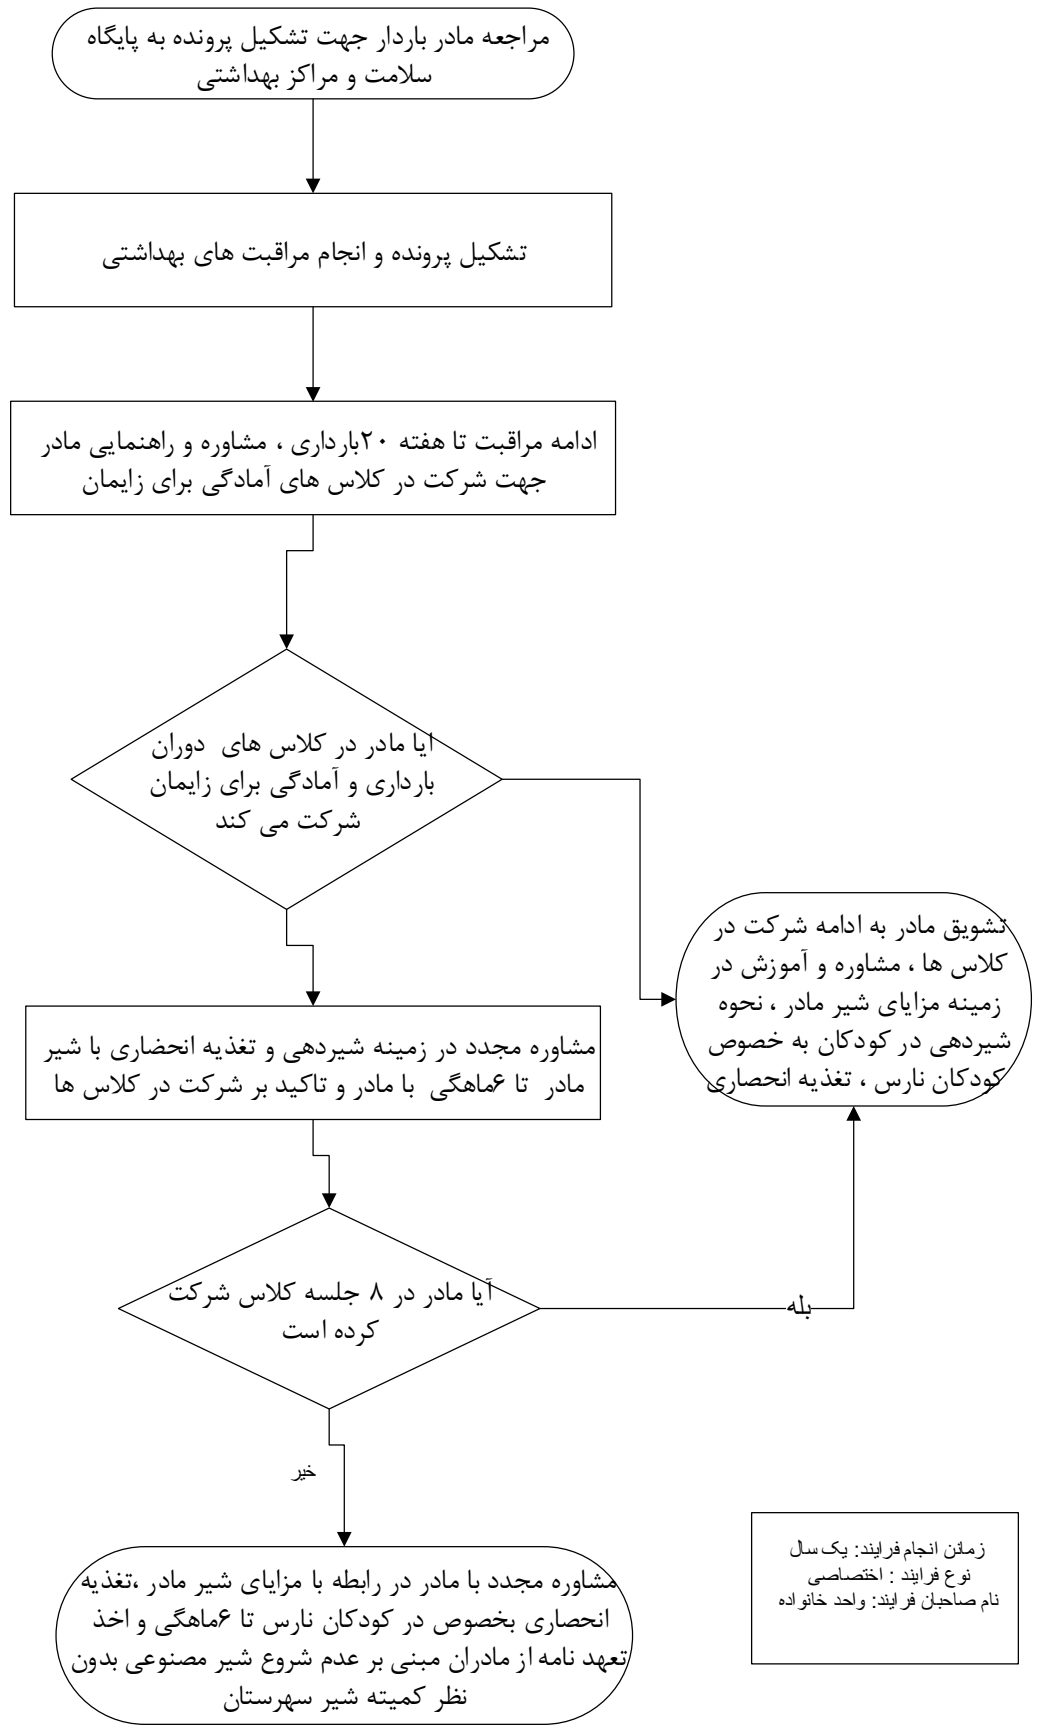 مراجعه مادر باردار جهت تشکیل پرونده به پایگاه
سلامت و مراکز بهداشتی
تشکیل پرونده و انجام مراقبت های بهداشتی
ادامه مراقبت تا هفته ۲۰بارداری ، مشاوره و راهنمایی مادر
جهت شرکت در کلاس های آمادگی برای زایمان
ایا مادر در کلاس های دوران
بارداری و آمادگی برای زایمان
شرکت می کند
تشویق مادر به ادامه شرکت در
کلاس ها ، مشاوره و آموزش در
زمینه مزایای شیر مادر ، نحوه
شیردهی در کودکان به خصوص
کودکان نارس ، تغذیه انحصاری
مشاوره مجدد در زمینه شیردهی و تغذیه انحضاری با شیر
مادر تا ۶ماهگی با مادر و تاکید بر شرکت در کلاس ها
آیا مادر در ۸ جلسه کلاس شرکت
کرده است
بله
خیر
مشاوره مجدد با مادر در رابطه با مزایای شیر مادر ،تغذیه
انحصاری بخصوص در کودکان نارس تا ۶ماهگی و اخذ
تعهد نامه از مادران مبنی بر عدم شروع شیر مصنوعی بدون
نظر کمیته شیر سهرستان
زمانن انجام فرایند: یک سال
نوع فرایند : اختصاصی
نام صاحبان فرایند: واحد خانواده